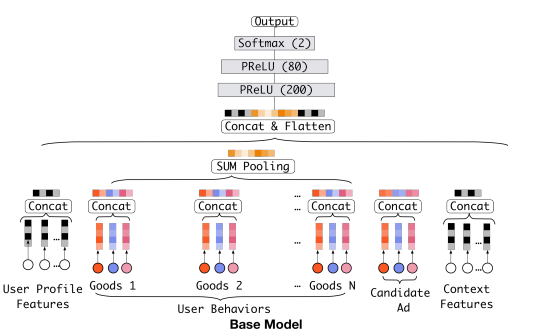 Output
Softmax (2)
PReLU (80)
PReLU (200)
Concat & Flatten
SUM Pooling
...
Concat Concat Concat ... Concat Concat Concat
... ... ...
Goods 1 Goods 2 ... Goods N
User Profile
Features
User Behaviors
Candidate
Ad
Context
Features
Base Model